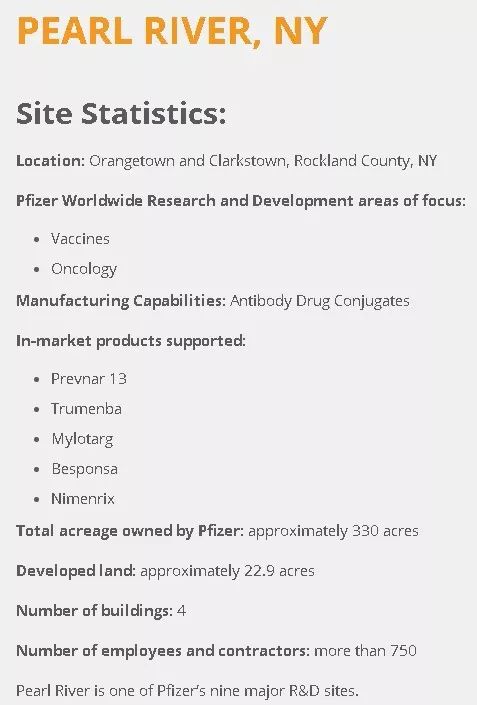 PEARL RIVER, NY
Site Statistics:
Location: Orangetown and Clarkstown, Rockland County, NY
Pfizer Worldwide Research and Development areas of focus:
• Vaccines
• Oncology
Manufacturing Capabilities: Antibody Drug Conjugates
In-market products supported:
• Prevnar 13
• Trumenba
• Mylotarg
• Besponsa
• Nimenrix
Total acreage owned by Pfizer: approximately 330 acres
Developed land: approximately 22.9 acres
Number of buildings: 4
Number of employees and contractors: more than 750
Pearl River is one of Pfizer’s nine major R&D sites.